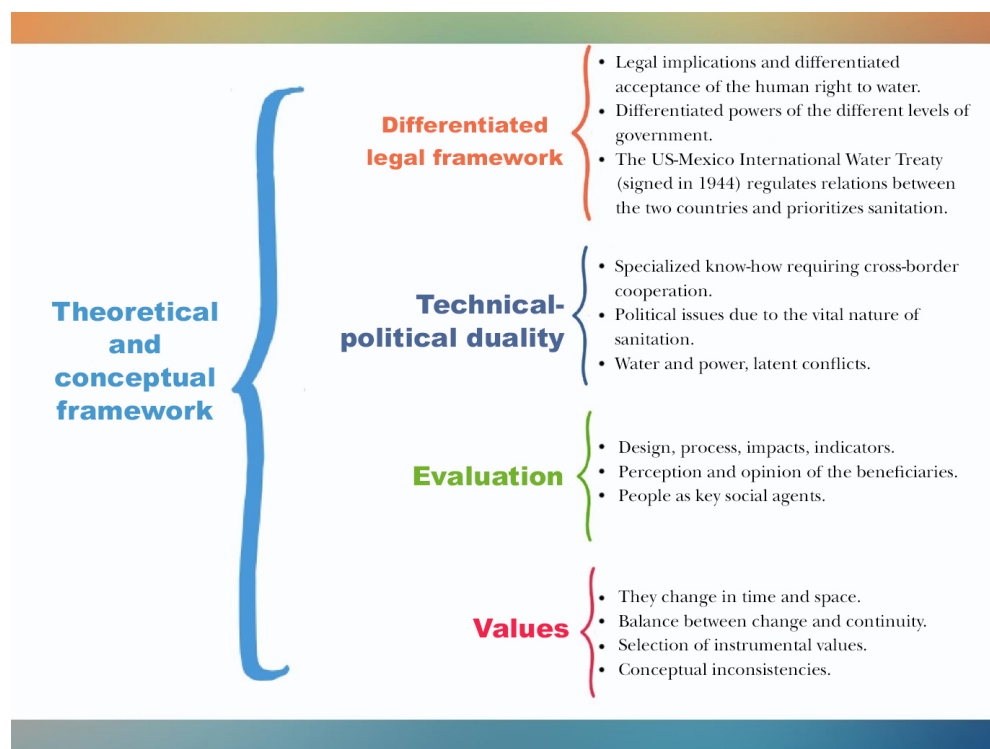 Theoretical
and
conceptual
framework
Differentiated
legal framework
• Legal implications and differentiated
acceptance of the human right to water.
• Differentiated powers of the different levels of
government.
• The US-Mexico International Water Treaty
(signed in 1944) regulates relations between
the two countries and prioritizes sanitation.
Technical-
political duality
• Specialized know-how requiring cross-border
cooperation.
• Political issues due to the vital nature of
sanitation.
• Water and power, latent conflicts.
Evaluation
• Design, process, impacts, indicators.
• Perception and opinion of the beneficiaries.
• People as key social agents.
Values
• They change in time and space.
• Balance between change and continuity.
• Selection of instrumental values.
• Conceptual inconsistencies.